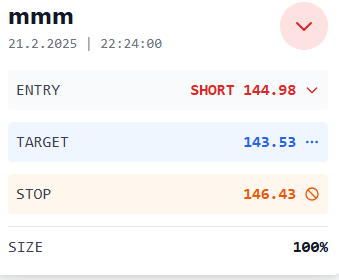 mmm
21.2.2025 | 22:24:00
ENTRY SHORT 144.98
TARGET 143.53 ...
STOP 146.43
SIZE 100%